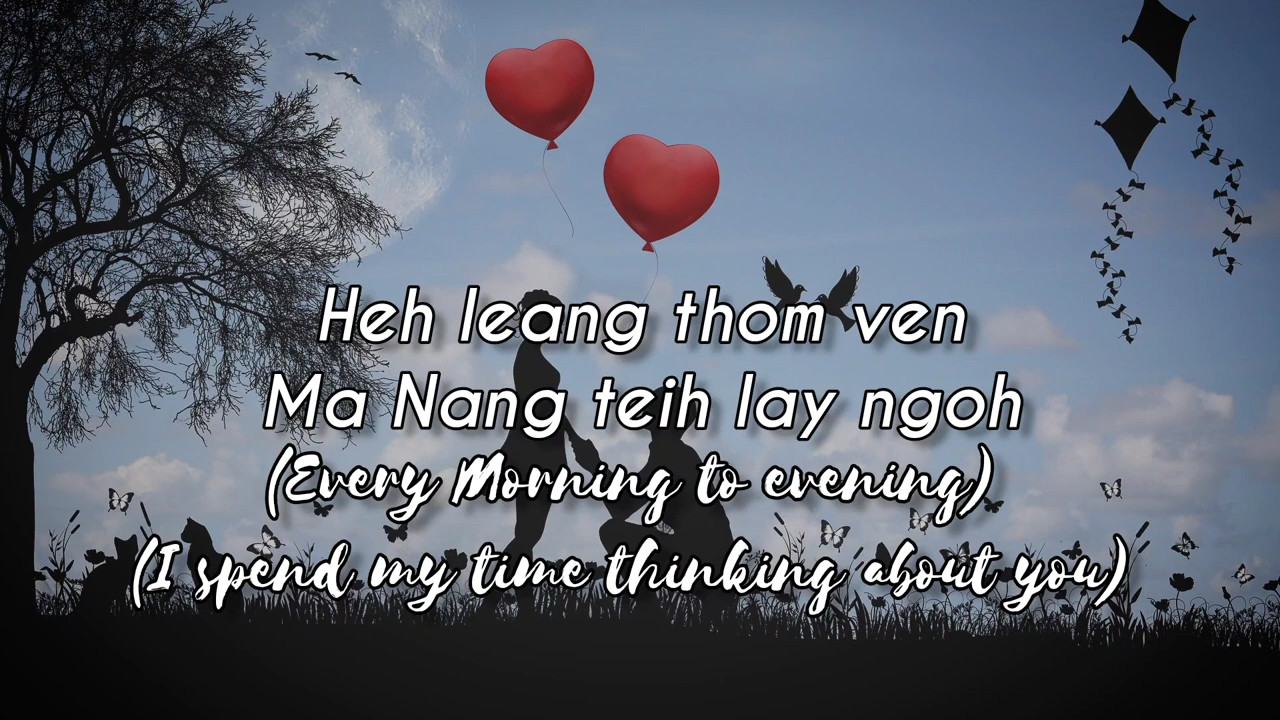 Heh leang thom ven
Ma Nang teih lay ngoh
(Every Morning to evening)
(I spend my time thinking about you)